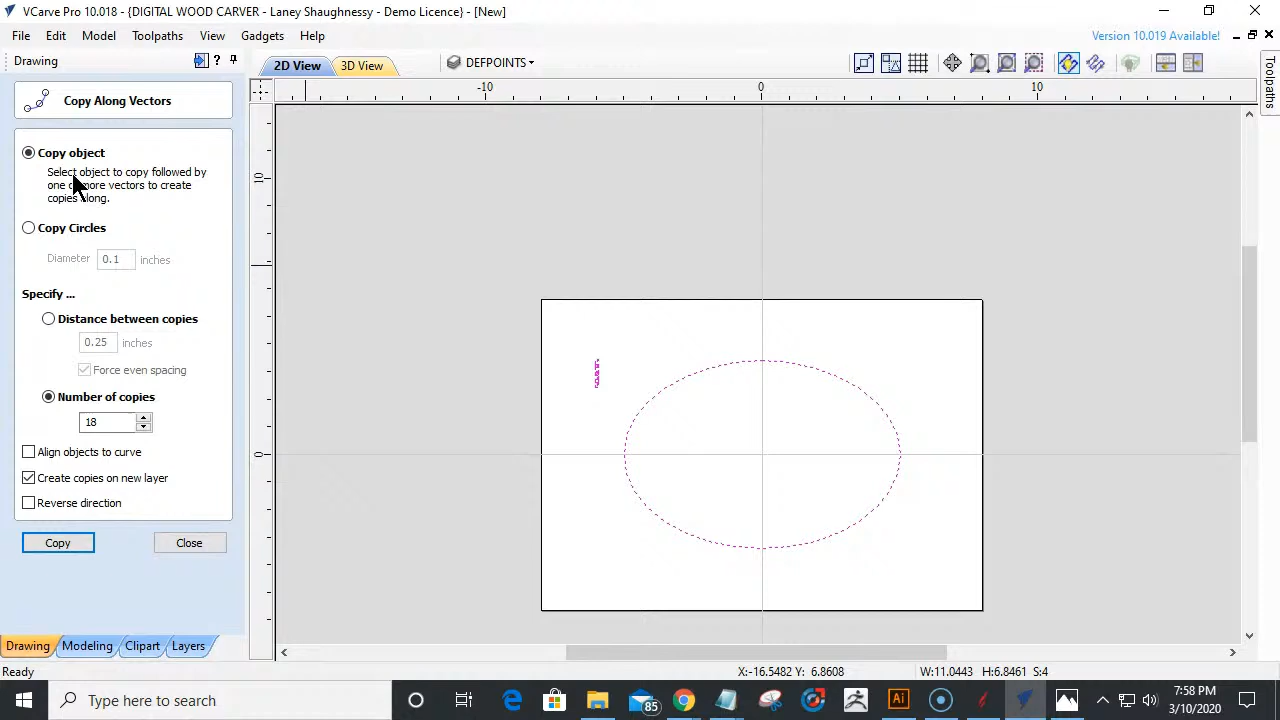 VCarve Pro 10.018 - {DIGITAL WOOD CARVER - Laney Shaughnessy - Demo Licence} - [New]
File Edit Model Toolpaths View Gadgets Help Version 10.019 Available!
Drawing ? 2D View 3D View DEFPOINTS
Toolpaths
Copy Along Vectors
-10 0 10
Copy object
Select object to copy followed by
one or more vectors to create
copies along.
10
Copy Circles
Diameter 0.1 inches
Specify ...
Distance between copies
0.25 inches
Force even spacing
Number of copies
18
Align objects to curve
0
Create copies on new layer
Reverse direction
Copy Close
Drawing Modeling Clipart Layers
Ready X:-16.5482 Y: 6.8608 W:11.0443 H:6.8461 S:4
Type here to search 85 Ai 7:58 PM
3/10/2020